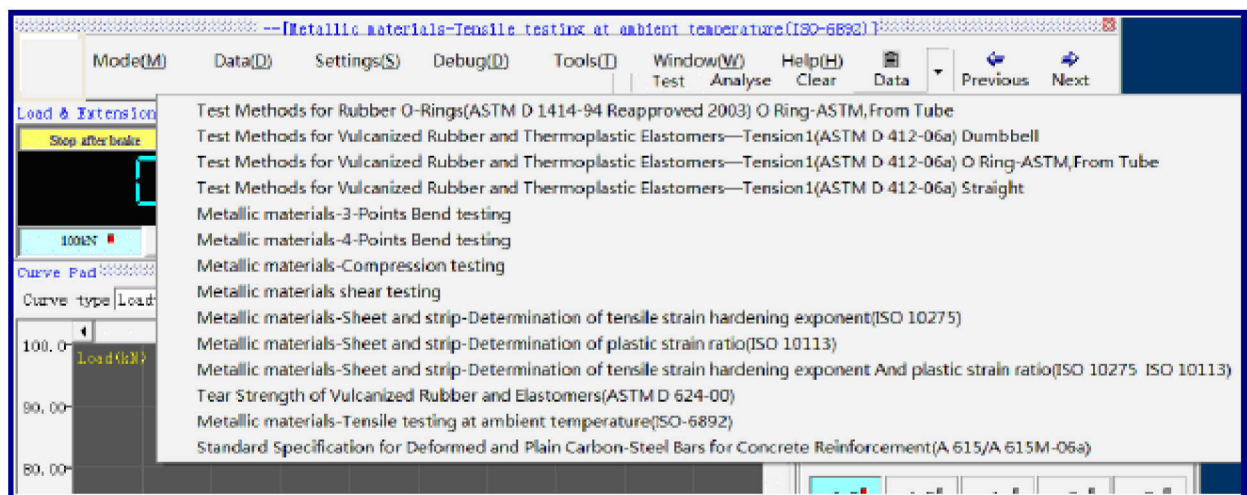 --[Metallic materials-Tensile testing at ambient temperature(ISO-6892)]
Mode(M) Data(D) Settings(S) Debug(D) Tools(T) Window(W) Help(H)
Test Analyse Clear Data Previous Next
Load & Extension
Stop after brake
Test Methods for Rubber O-Rings(ASTM D 1414-94 Reapproved 2003) O Ring-ASTM,From Tube
Test Methods for Vulcanized Rubber and Thermoplastic Elastomers—Tension1(ASTM D 412-06a) Dumbbell
Test Methods for Vulcanized Rubber and Thermoplastic Elastomers—Tension1(ASTM D 412-06a) O Ring-ASTM,From Tube
Test Methods for Vulcanized Rubber and Thermoplastic Elastomers—Tension1(ASTM D 412-06a) Straight
Metallic materials-3-Points Bend testing
Metallic materials-4-Points Bend testing
100kN
Metallic materials-Compression testing
Curve Pad
Metallic materials shear testing
Curve type Load
Metallic materials-Sheet and strip-Determination of tensile strain hardening exponent(ISO 10275)
Metallic materials-Sheet and strip-Determination of plastic strain ratio(ISO 10113)
100.0
Load(kN)
Metallic materials-Sheet and strip-Determination of tensile strain hardening exponent And plastic strain ratio(ISO 10275 ISO 10113)
Tear Strength of Vulcanized Rubber and Elastomers(ASTM D 624-00)
90.00
Metallic materials-Tensile testing at ambient temperature(ISO-6892)
Standard Specification for Deformed and Plain Carbon-Steel Bars for Concrete Reinforcement(A 615/A 615M-06a)
80.00